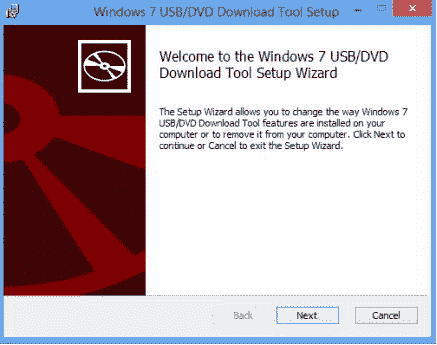 Windows 7 USB/DVD Download Tool Setup
Welcome to the Windows 7 USB/DVD
Download Tool Setup Wizard
The Setup Wizard allows you to change the way Windows 7
USB/DVD Download Tool features are installed on your
computer or to remove it from your computer. Click Next to
continue or Cancel to exit the Setup Wizard.
Back Next Cancel